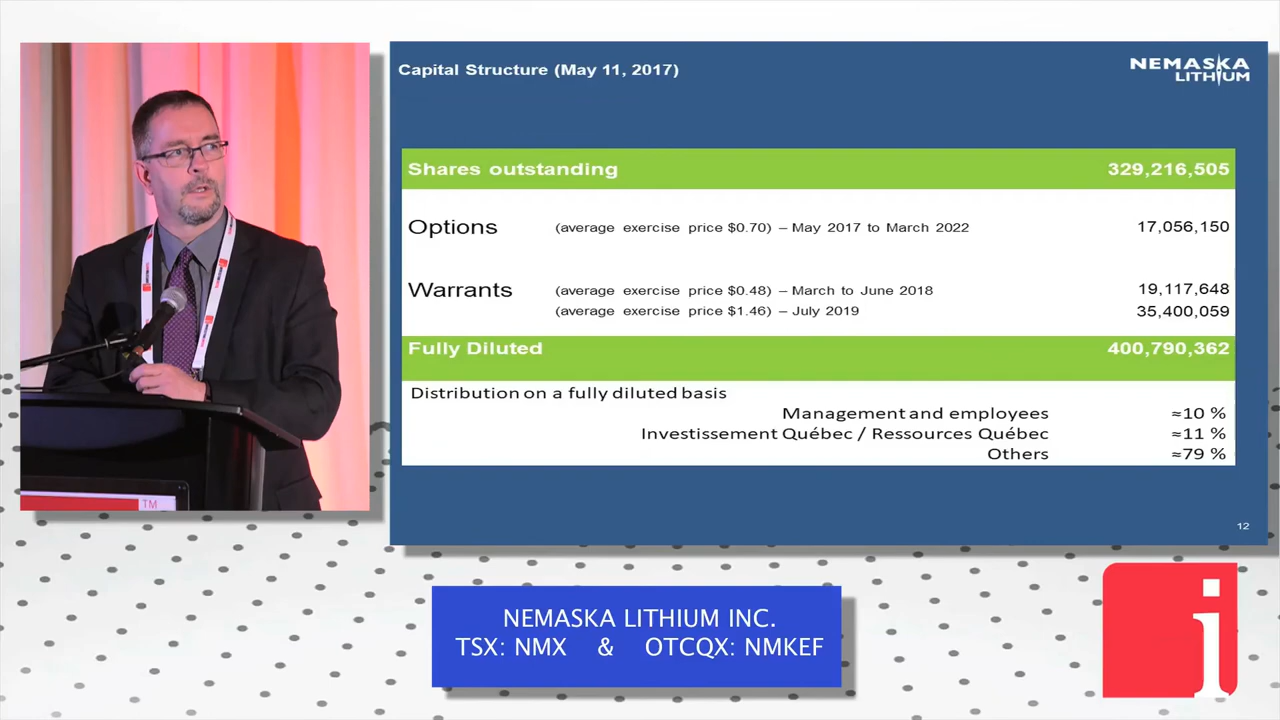 Capital Structure (May 11, 2017)
NEMASKA
LITHIUM
Shares outstanding 329,216,505
Options (average exercise price $0.70) – May 2017 to March 2022 17,056,150
Warrants (average exercise price $0.48) – March to June 2018 19,117,648
(average exercise price $1.46) – July 2019 35,400,059
Fully Diluted 400,790,362
Distribution on a fully diluted basis
Management and employees ≈10 %
Investissement Québec / Ressources Québec ≈11 %
Others ≈79 %
12
TM
NEMASKA LITHIUM INC.
TSX: NMX & OTCQX: NMKEF
i